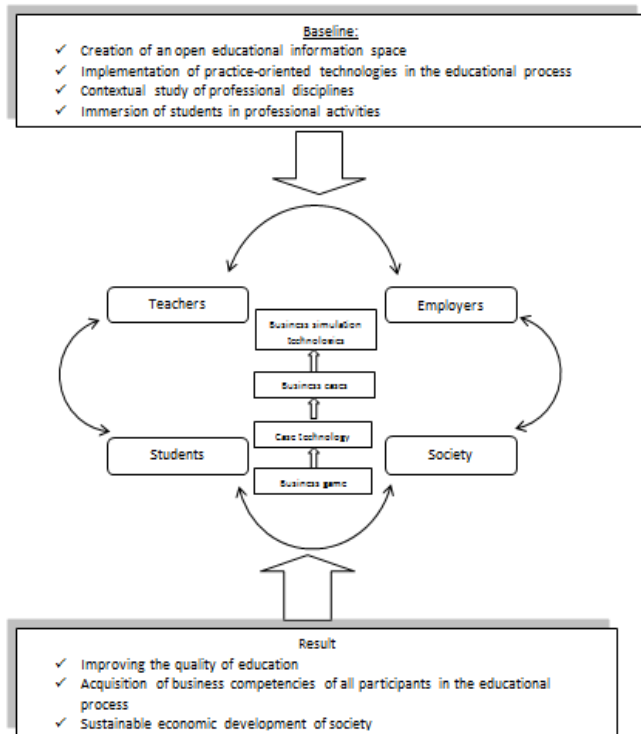 Baseline:
✓ Creation of an open educational information space
✓ Implementation of practice-oriented technologies in the educational process
✓ Contextual study of professional disciplines
✓ Immersion of students in professional activities
Teachers
Employers
Business simulation
technologies
Business cases
Case technology
Students
Society
Business game
Result
✓ Improving the quality of education
✓ Acquisition of business competencies of all participants in the educational
process
✓ Sustainable economic development of society